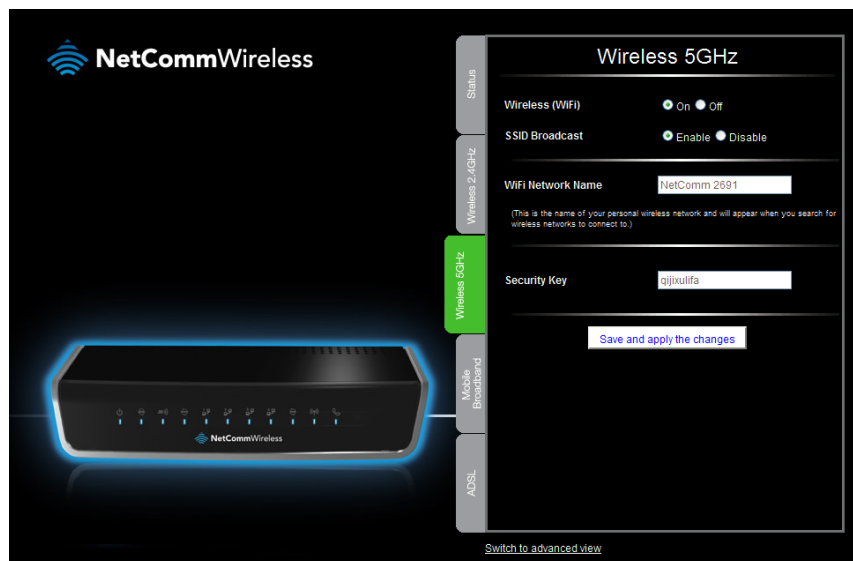 NetCommWireless
Status
Wireless 2.4GHz
Wireless 5GHz
Mobile
Broadband
ADSL
Wireless 5GHz
Wireless (WiFi)
On Off
SSID Broadcast
Enable Disable
WiFi Network Name
NetComm 2691
(This is the name of your personal wireless network and will appear when you search for
wireless networks to connect to.)
Security Key
qijixulifa
Save and apply the changes
NetCommWireless
Switch to advanced view